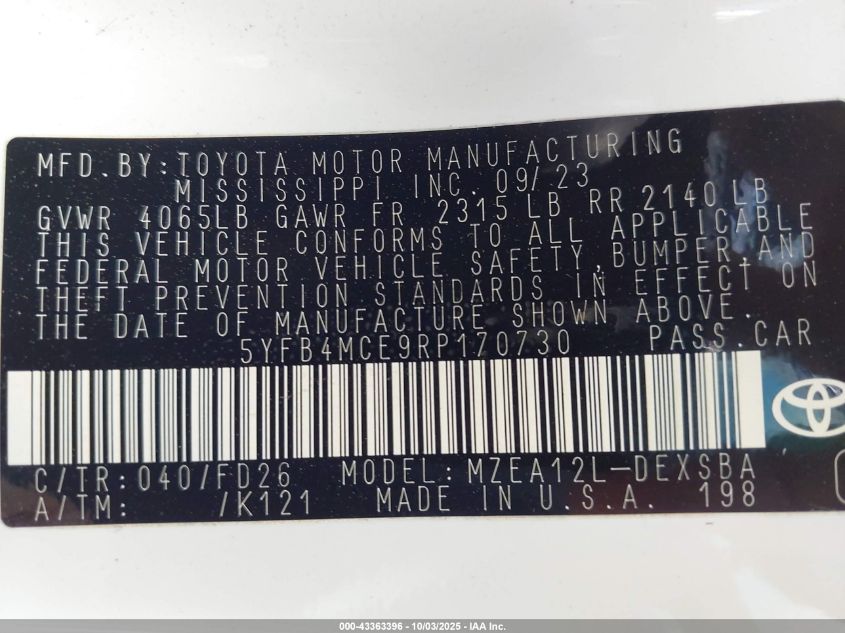 MFD. BY: TOYOTA MOTOR MANUFACTURING
MISSISSIPPI INC. 09/23
GVWR 4065LB GAWR FR 2315 LB RR 2140 LB
THIS VEHICLE CONFORMS TO ALL APPLICABLE
FEDERAL MOTOR VEHICLE SAFETY, BUMPER, AND
THEFT PREVENTION STANDARDS IN EFFECT ON
THE DATE OF MANUFACTURE SHOWN ABOVE.
5YFB4MCE9RP170730 PASS. CAR
C/TR: 040/FD26 MODEL: MZEA12L-DEXSBA
A/TM: /K121 MADE IN U.S.A. 198
000-43363396 - 10/03/2025 - IAA Inc.